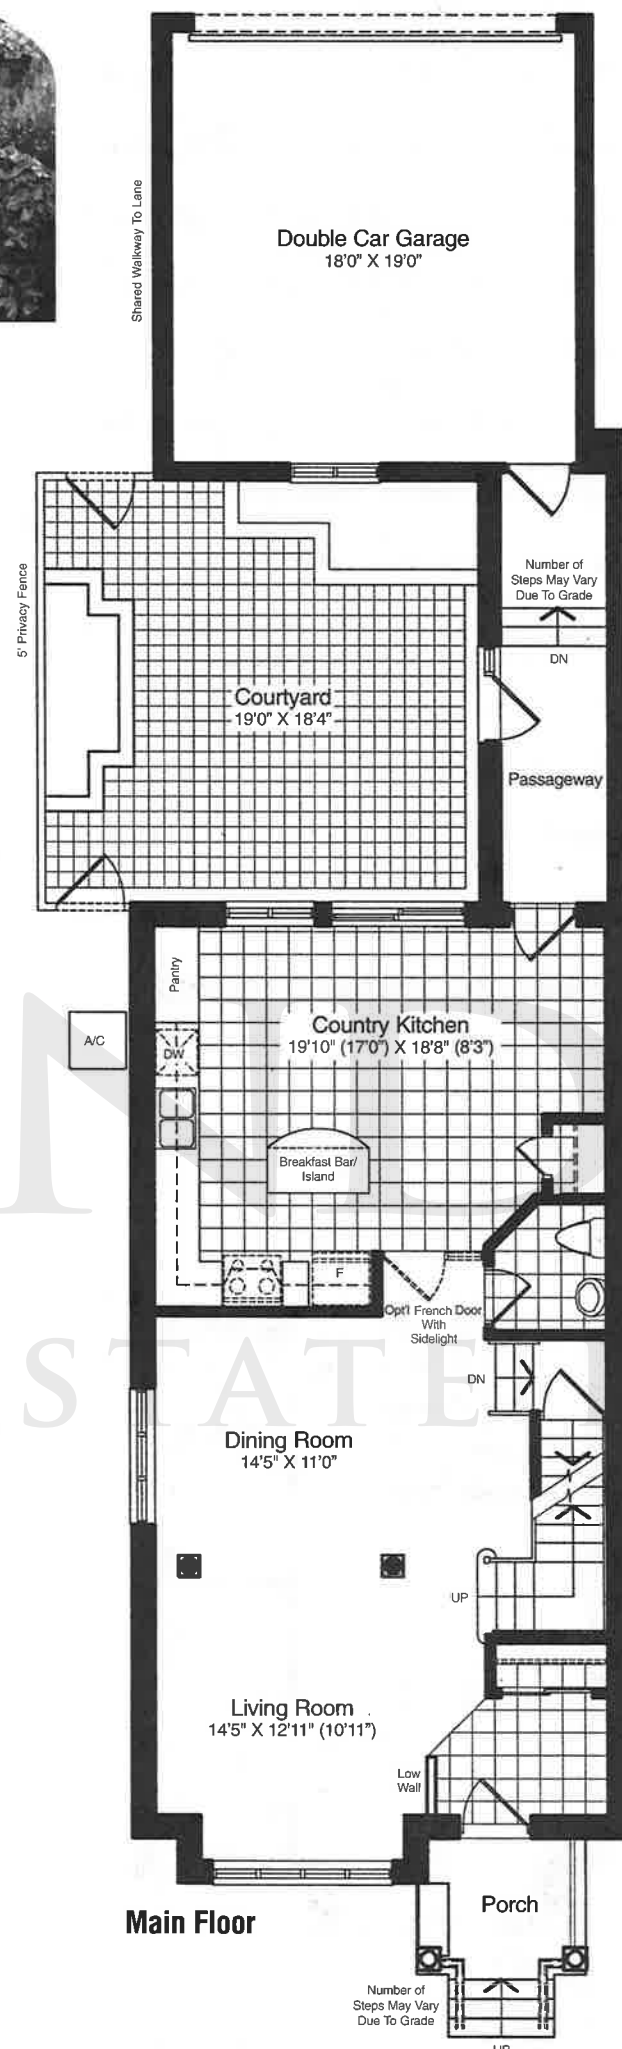 Shared Walkway To Lane
Double Car Garage
18'0" X 19'0"
5' Privacy Fence
Number of
Steps May Vary
Due To Grade
DN
Courtyard
19'0" X 18'4"
Passageway
Pantry
A/C
DW
Country Kitchen
19'10" (17'0") X 18'8" (8'3")
Breakfast Bar/
Island
F
Opt'l French Door
With
Sidelight
DN
STATE
Dining Room
14'5" X 11'0"
UP
Living Room
14'5" X 12'11" (10'11")
Low
Wall
Porch
Main Floor
Number of
Steps May Vary
Due To Grade
UP